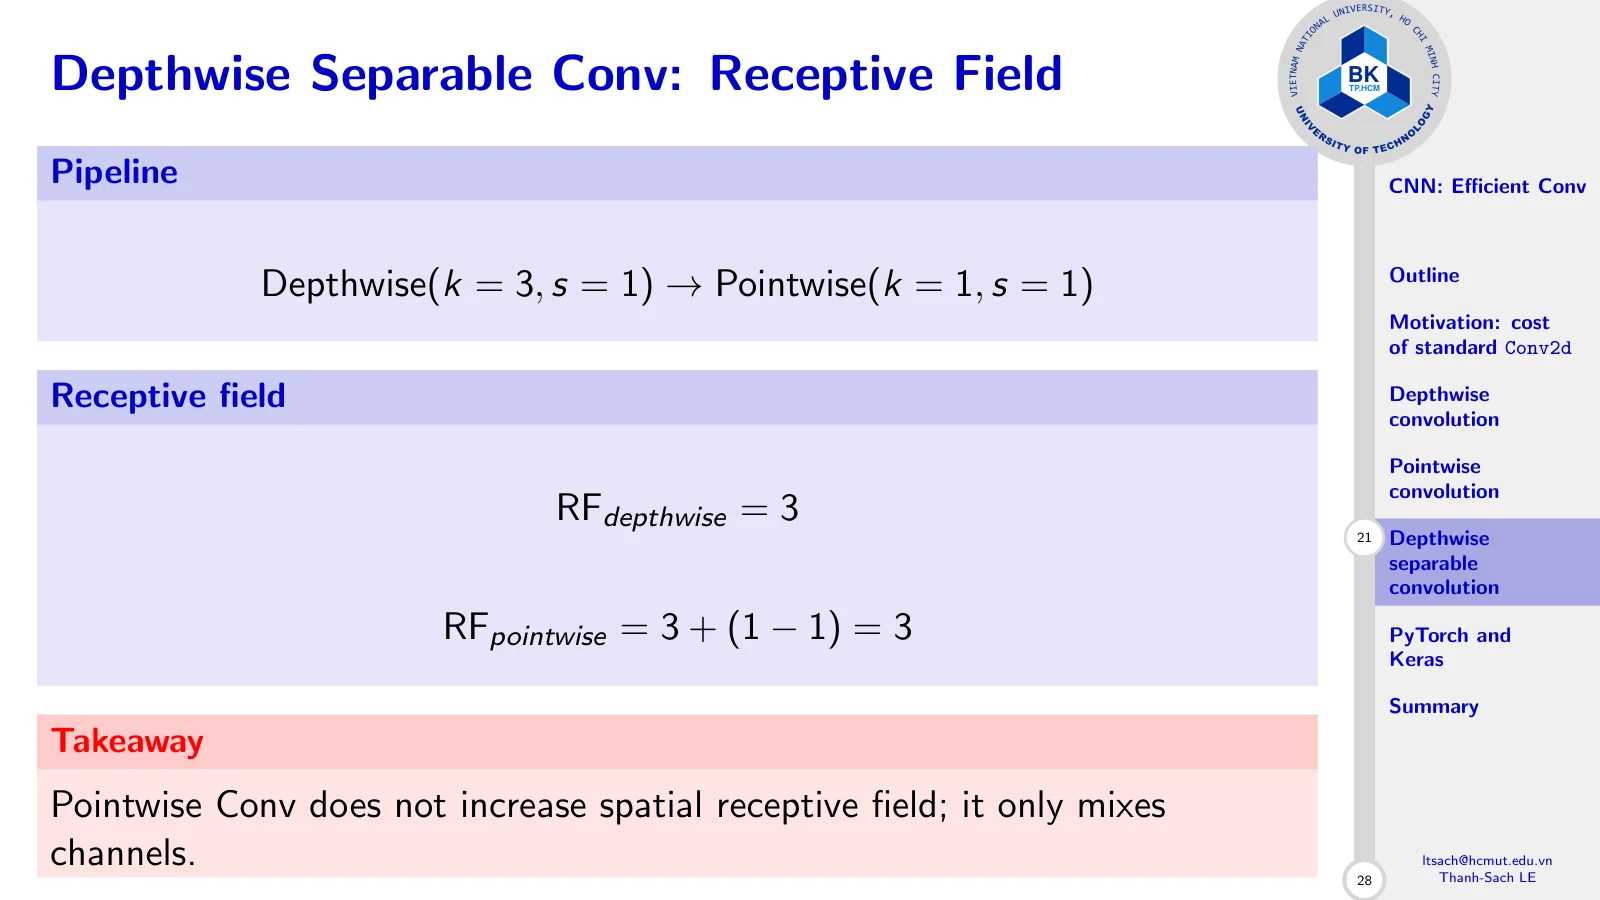 Depthwise Separable Conv: Receptive Field
Pipeline
Depthwise(k = 3, s = 1) → Pointwise(k = 1, s = 1)
Receptive field
RF_depthwise = 3
RF_pointwise = 3 + (1 − 1) = 3
Takeaway
Pointwise Conv does not increase spatial receptive field; it only mixes
channels.
VIETNAM NATIONAL UNIVERSITY, HO CHI MINH CITY
BK
TP.HCM
UNIVERSITY OF TECHNOLOGY
CNN: Efficient Conv
Outline
Motivation: cost
of standard Conv2d
Depthwise
convolution
Pointwise
convolution
21
Depthwise
separable
convolution
PyTorch and
Keras
Summary
ltsach@hcmut.edu.vn
Thanh-Sach LE
28